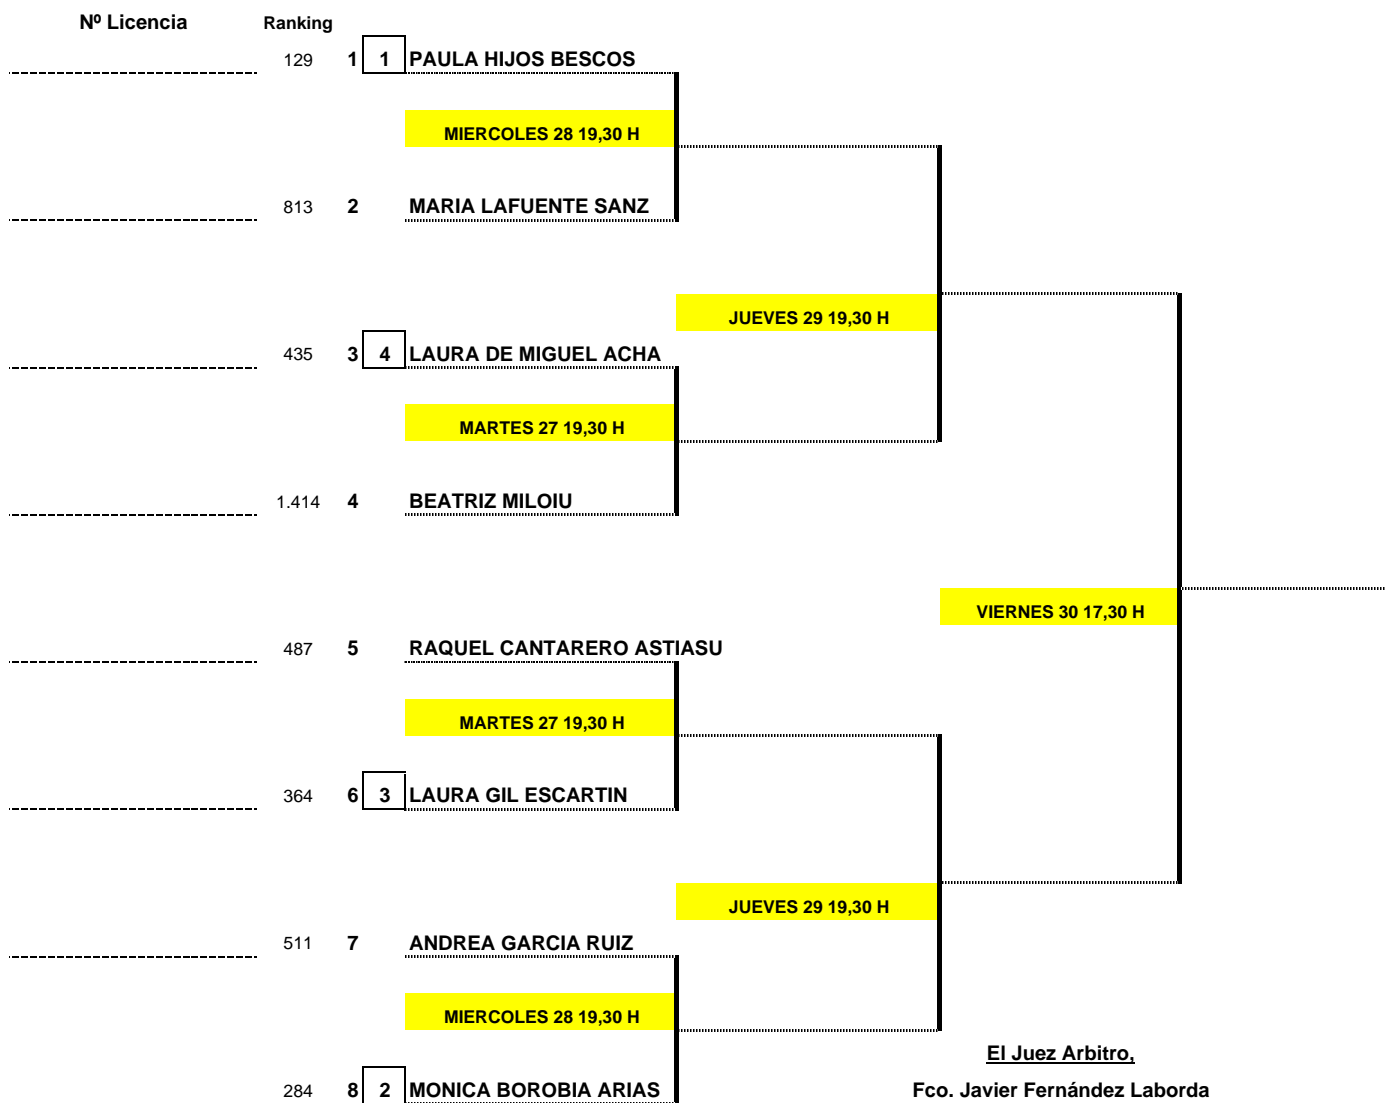 Nº Licencia Ranking
129 1 1 PAULA HIJOS BESCOS
MIERCOLES 28 19,30 H
813 2 MARIA LAFUENTE SANZ
JUEVES 29 19,30 H
435 3 4 LAURA DE MIGUEL ACHA
MARTES 27 19,30 H
1.414 4 BEATRIZ MILOIU
VIERNES 30 17,30 H
487 5 RAQUEL CANTARERO ASTIASU
MARTES 27 19,30 H
364 6 3 LAURA GIL ESCARTIN
JUEVES 29 19,30 H
511 7 ANDREA GARCIA RUIZ
MIERCOLES 28 19,30 H
El Juez Arbitro,
284 8 2 MONICA BOROBIA ARIAS Fco. Javier Fernández Laborda